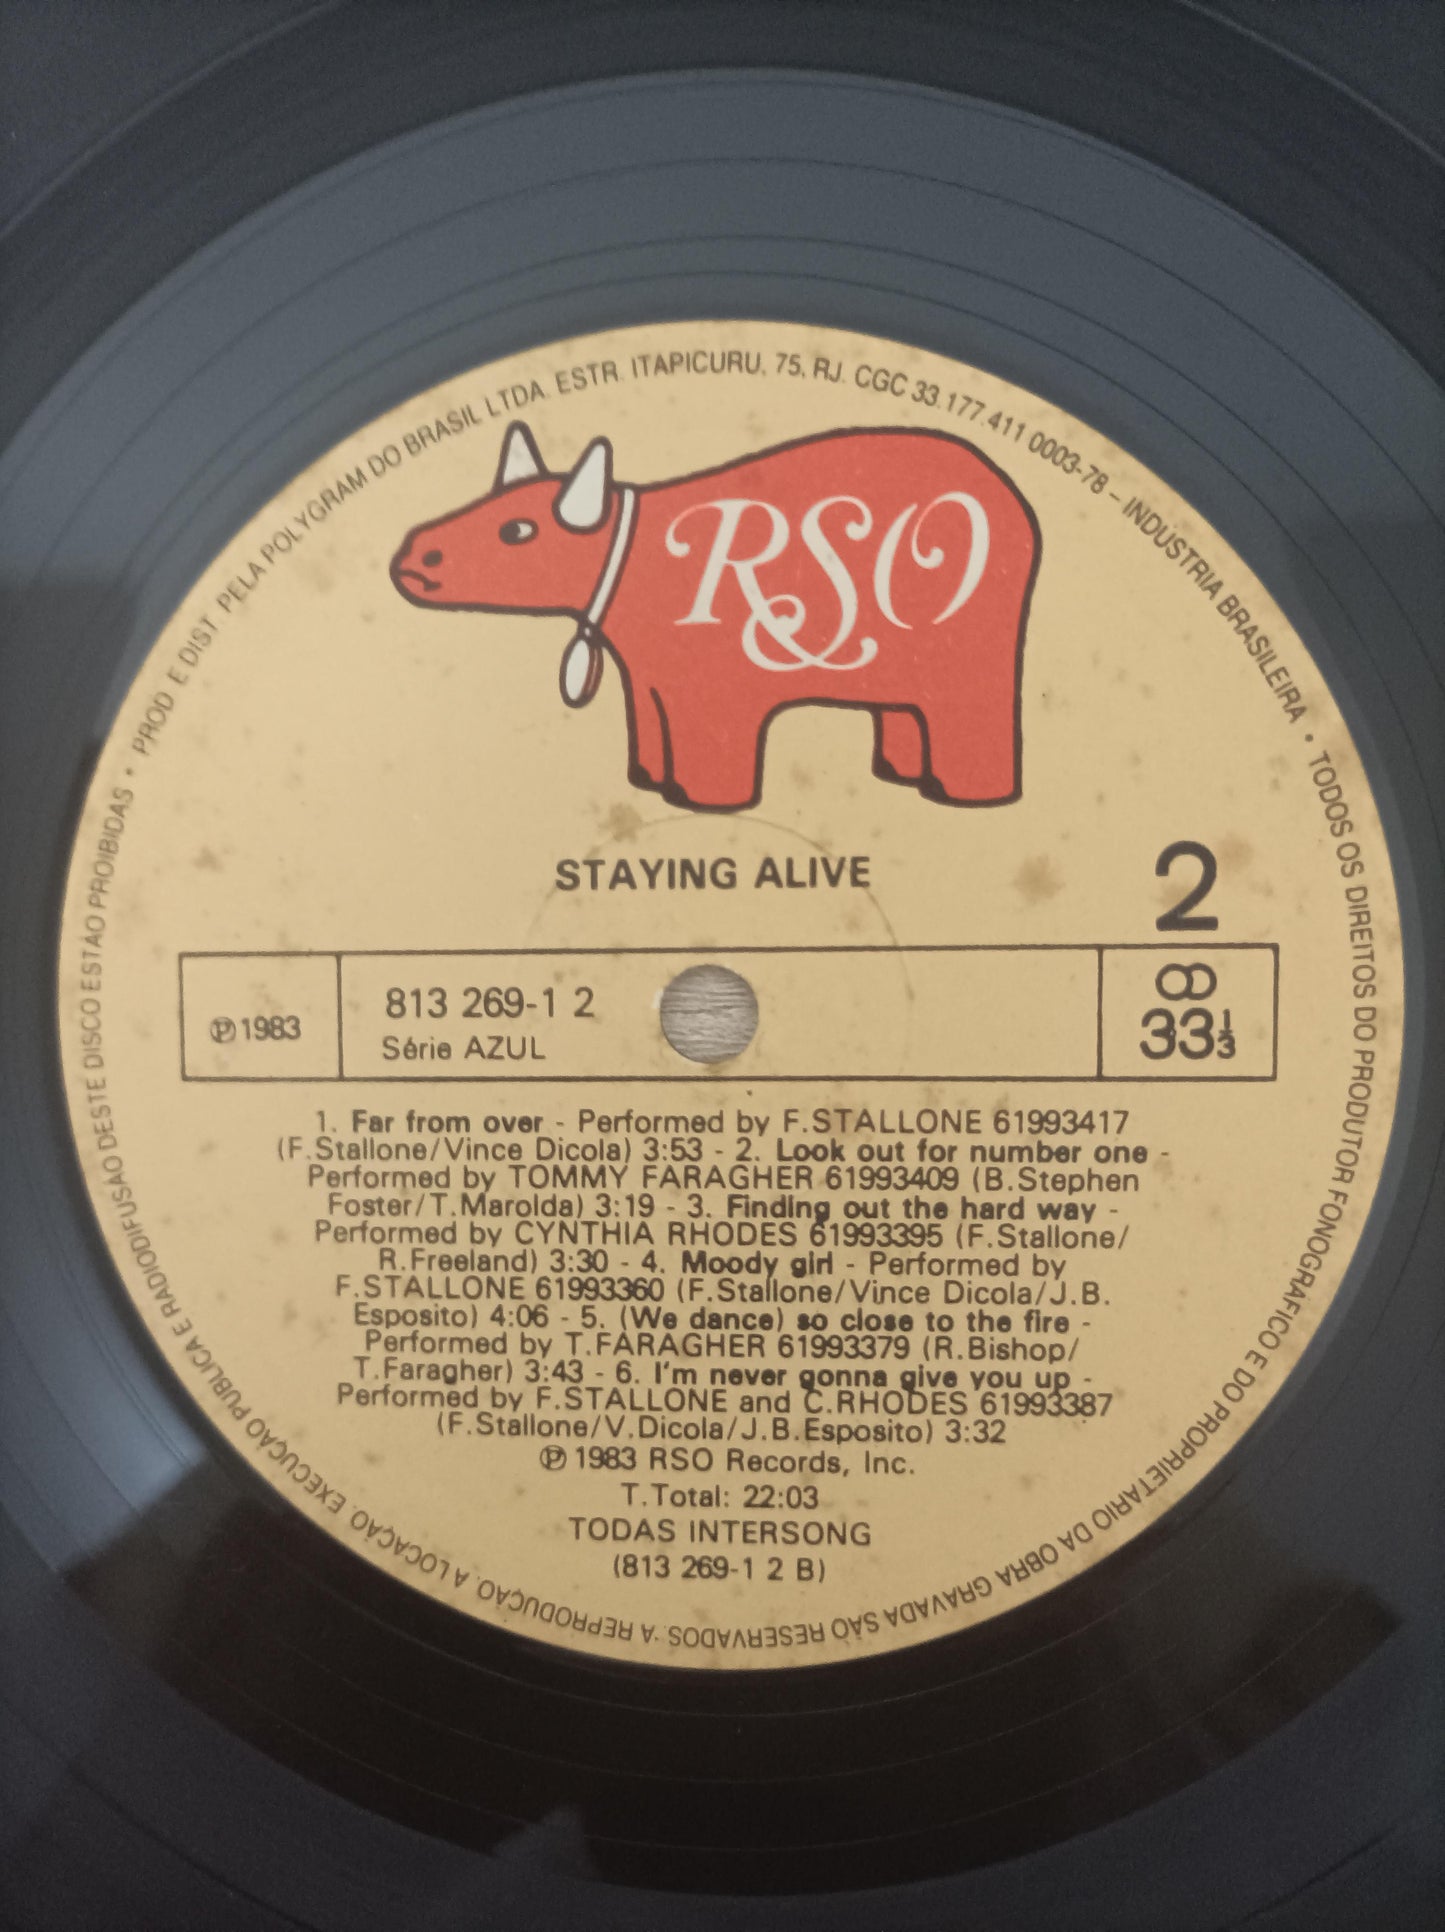 • PROD E DIST PELA POLYGRAM DO BRASIL LTDA. ESTR. ITAPICURU, 75, RJ. CGC 33.177.411 0003-78 – INDUSTRIA BRASILEIRA • TODOS OS DIREITOS DO PRODUTOR FONOGRAFICO E DO PROPRIETARIO DA OBRA GRAVADA SÃO RESERVADOS. A REPRODUÇÃO. A LOCAÇÃO. EXECUÇÃO PUBLICA E RADIODIFUSÃO DESTE DISCO ESTÃO PROIBIDAS
RSO
STAYING ALIVE
2
℗ 1983
813 269-1 2
Série AZUL
33⅓
1. Far from over - Performed by F.STALLONE 61993417
(F.Stallone/Vince Dicola) 3:53 - 2. Look out for number one -
Performed by TOMMY FARAGHER 61993409 (B.Stephen
Foster/T.Marolda) 3:19 - 3. Finding out the hard way -
Performed by CYNTHIA RHODES 61993395 (F.Stallone/
R.Freeland) 3:30 - 4. Moody girl - Performed by
F.STALLONE 61993360 (F.Stallone/Vince Dicola/J.B.
Esposito) 4:06 - 5. (We dance) so close to the fire -
Performed by T.FARAGHER 61993379 (R.Bishop/
T.Faragher) 3:43 - 6. I'm never gonna give you up -
Performed by F.STALLONE and C.RHODES 61993387
(F.Stallone/V.Dicola/J.B.Esposito) 3:32
℗ 1983 RSO Records, Inc.
T.Total: 22:03
TODAS INTERSONG
(813 269-1 2 B)